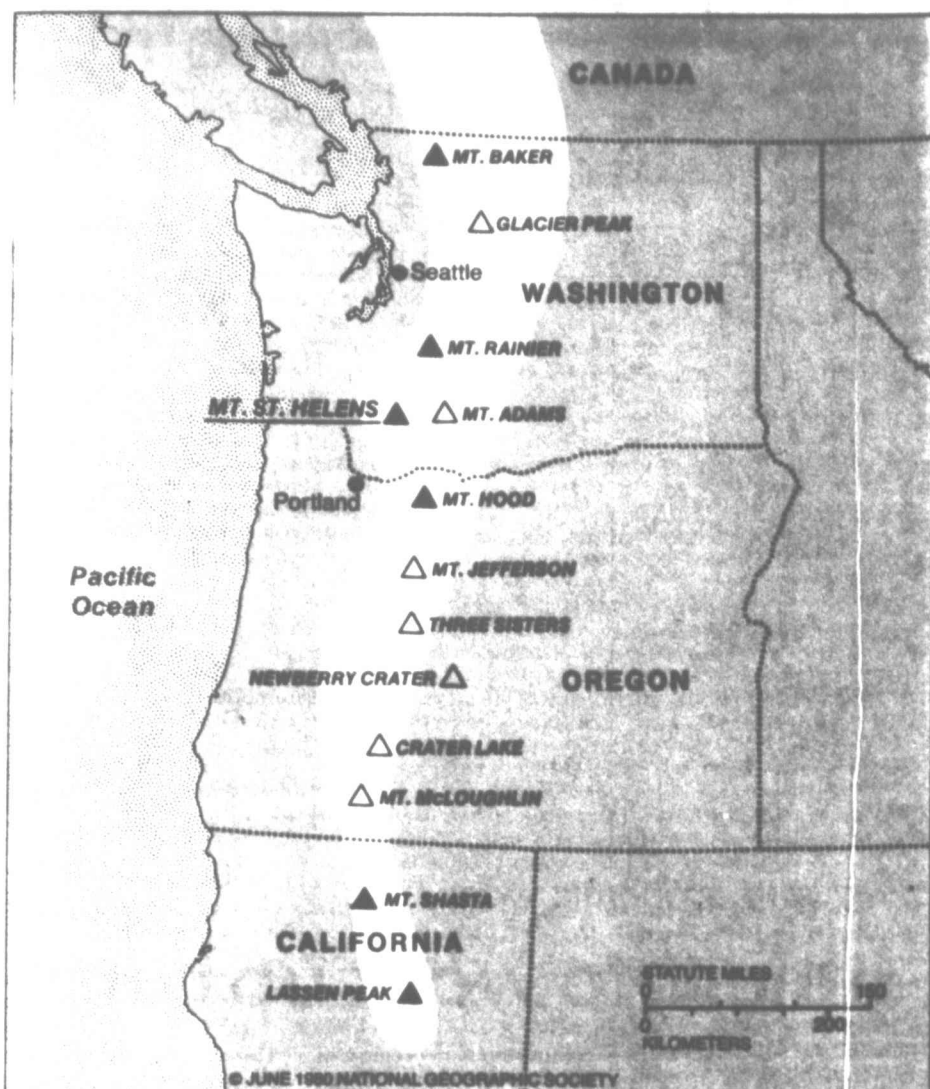 CANADA
MT. BAKER
GLACIER PEAK
Seattle
WASHINGTON
MT. RAINIER
MT. ST. HELENS
MT. ADAMS
Portland
MT. HOOD
Pacific
Ocean
MT. JEFFERSON
THREE SISTERS
NEWBERRY CRATER
OREGON
CRATER LAKE
MT. McLOUGHLIN
MT. SHASTA
CALIFORNIA
LASSEN PEAK
STATUTE MILES
0 150
0 200
KILOMETERS
© JUNE 1980 NATIONAL GEOGRAPHIC SOCIETY